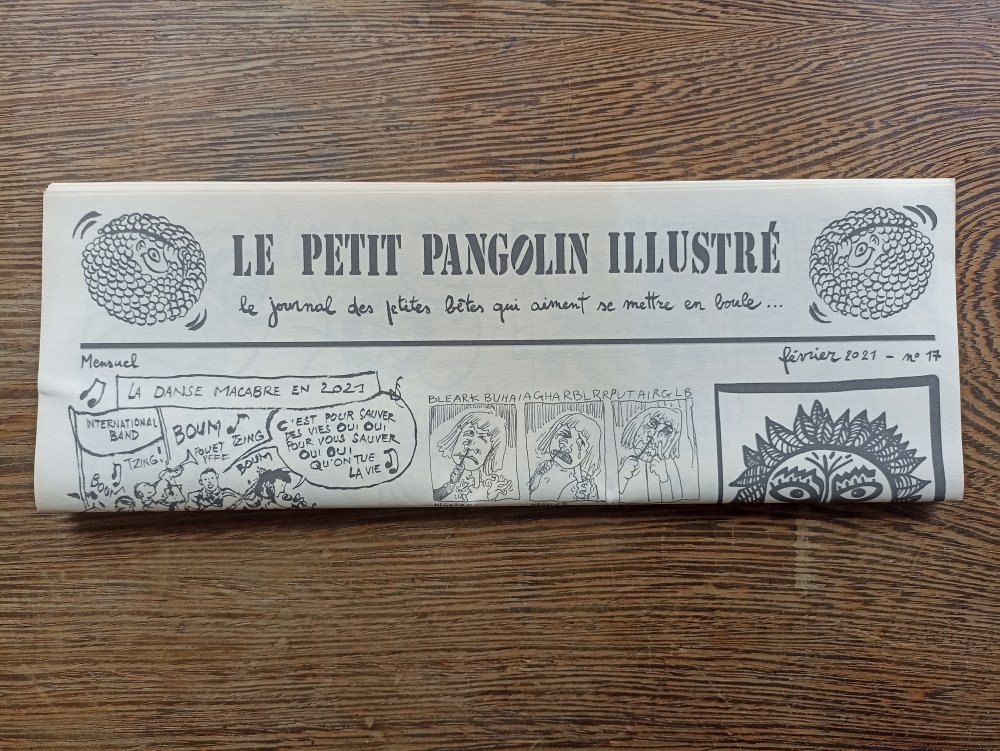 LE PETIT PANGOLIN ILLUSTRÉ
le journal des petites bêtes qui aiment se mettre en boule...
Mensuel
février 2021 - n° 17
LA DANSE MACABRE EN 2021
INTERNATIONAL
BAND
BOUM
TZING
POUET
PFFF
BOUM
TZING!
BOUM
C'EST POUR SAUVER
DES VIES OUI OUI
POUR VOUS SAUVER
OUI OUI
QU'ON TUE
LA VIE
BLEARK BUHAIAGHARBLRRPUTAIRGLB